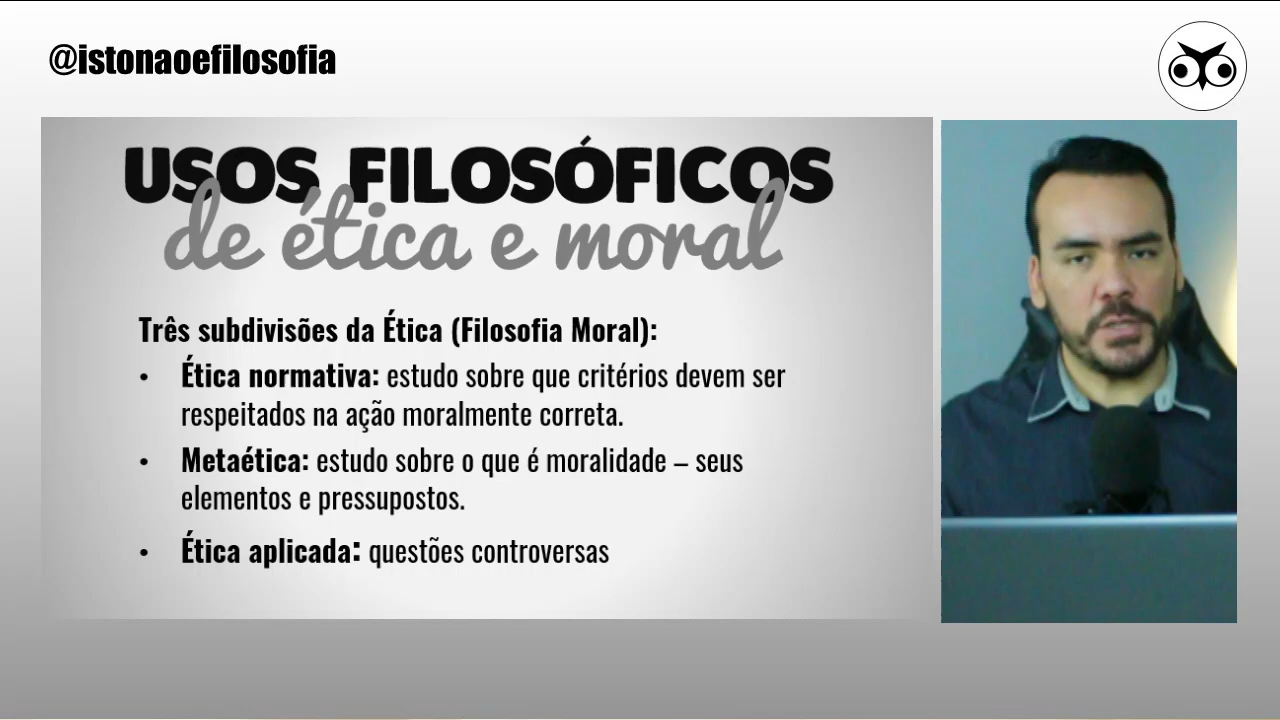 @istonaoefilosofia
USOS FILOSÓFICOS
de ética e moral
Três subdivisões da Ética (Filosofia Moral):
• Ética normativa: estudo sobre que critérios devem ser
respeitados na ação moralmente correta.
• Metaética: estudo sobre o que é moralidade – seus
elementos e pressupostos.
• Ética aplicada: questões controversas